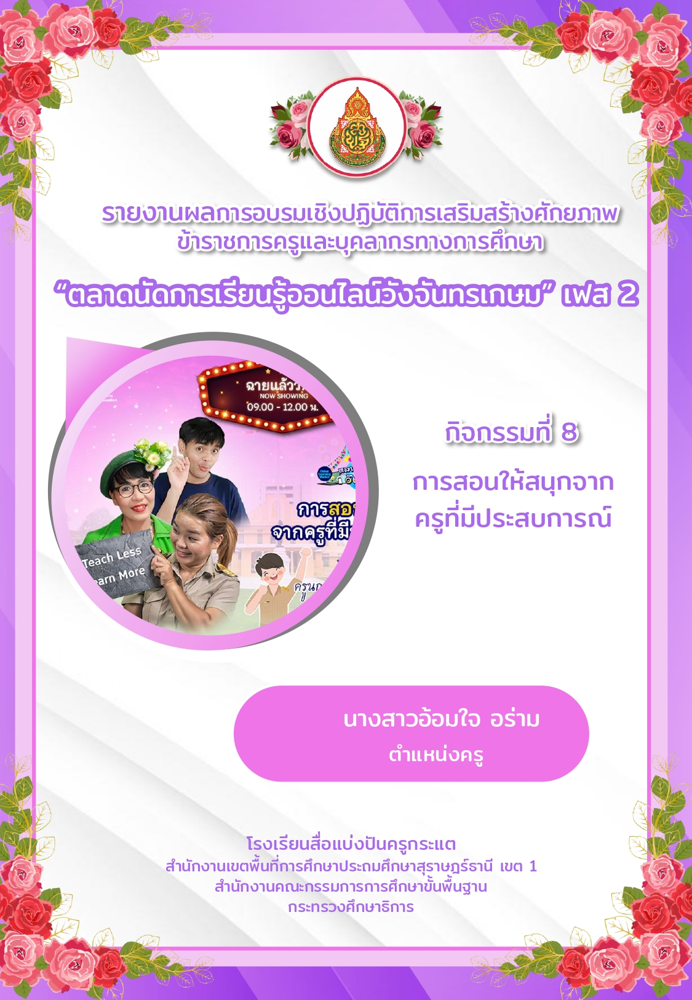 รายงานผลการอบรมเชิงปฏิบัติการเสริมสร้างศักยภาพ
ข้าราชการครูและบุคลากรทางการศึกษา
“ตลาดนัดการเรียนรู้ออนไลน์วังจันทรเกษม” เฟส 2
ฉายแล้วว
NOW SHOWING
09.00 - 12.00 น.
Online
Learning
Market
การสอน
จากครูที่มี
Teach Less
earn More
ครูนก
กิจกรรมที่ 8
การสอนให้สนุกจาก
ครูที่มีประสบการณ์
นางสาวอ้อมใจ อร่าม
ตำแหน่งครู
โรงเรียนสื่อแบ่งปันครูกระแต
สำนักงานเขตพื้นที่การศึกษาประถมศึกษาสุราษฎร์ธานี เขต 1
สำนักงานคณะกรรมการการศึกษาขั้นพื้นฐาน
กระทรวงศึกษาธิการ